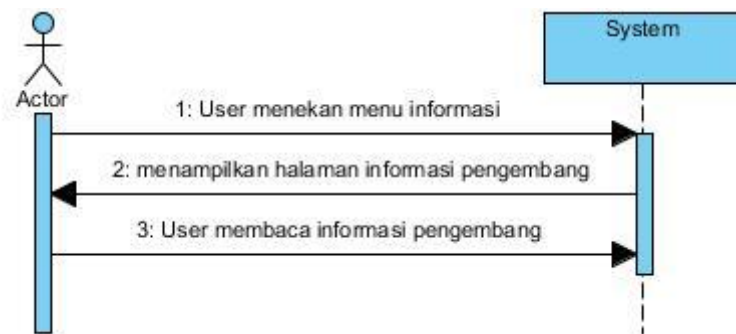 System
Actor
1: User menekan menu informasi
2: menampilkan halaman informasi pengembang
3: User membaca informasi pengembang